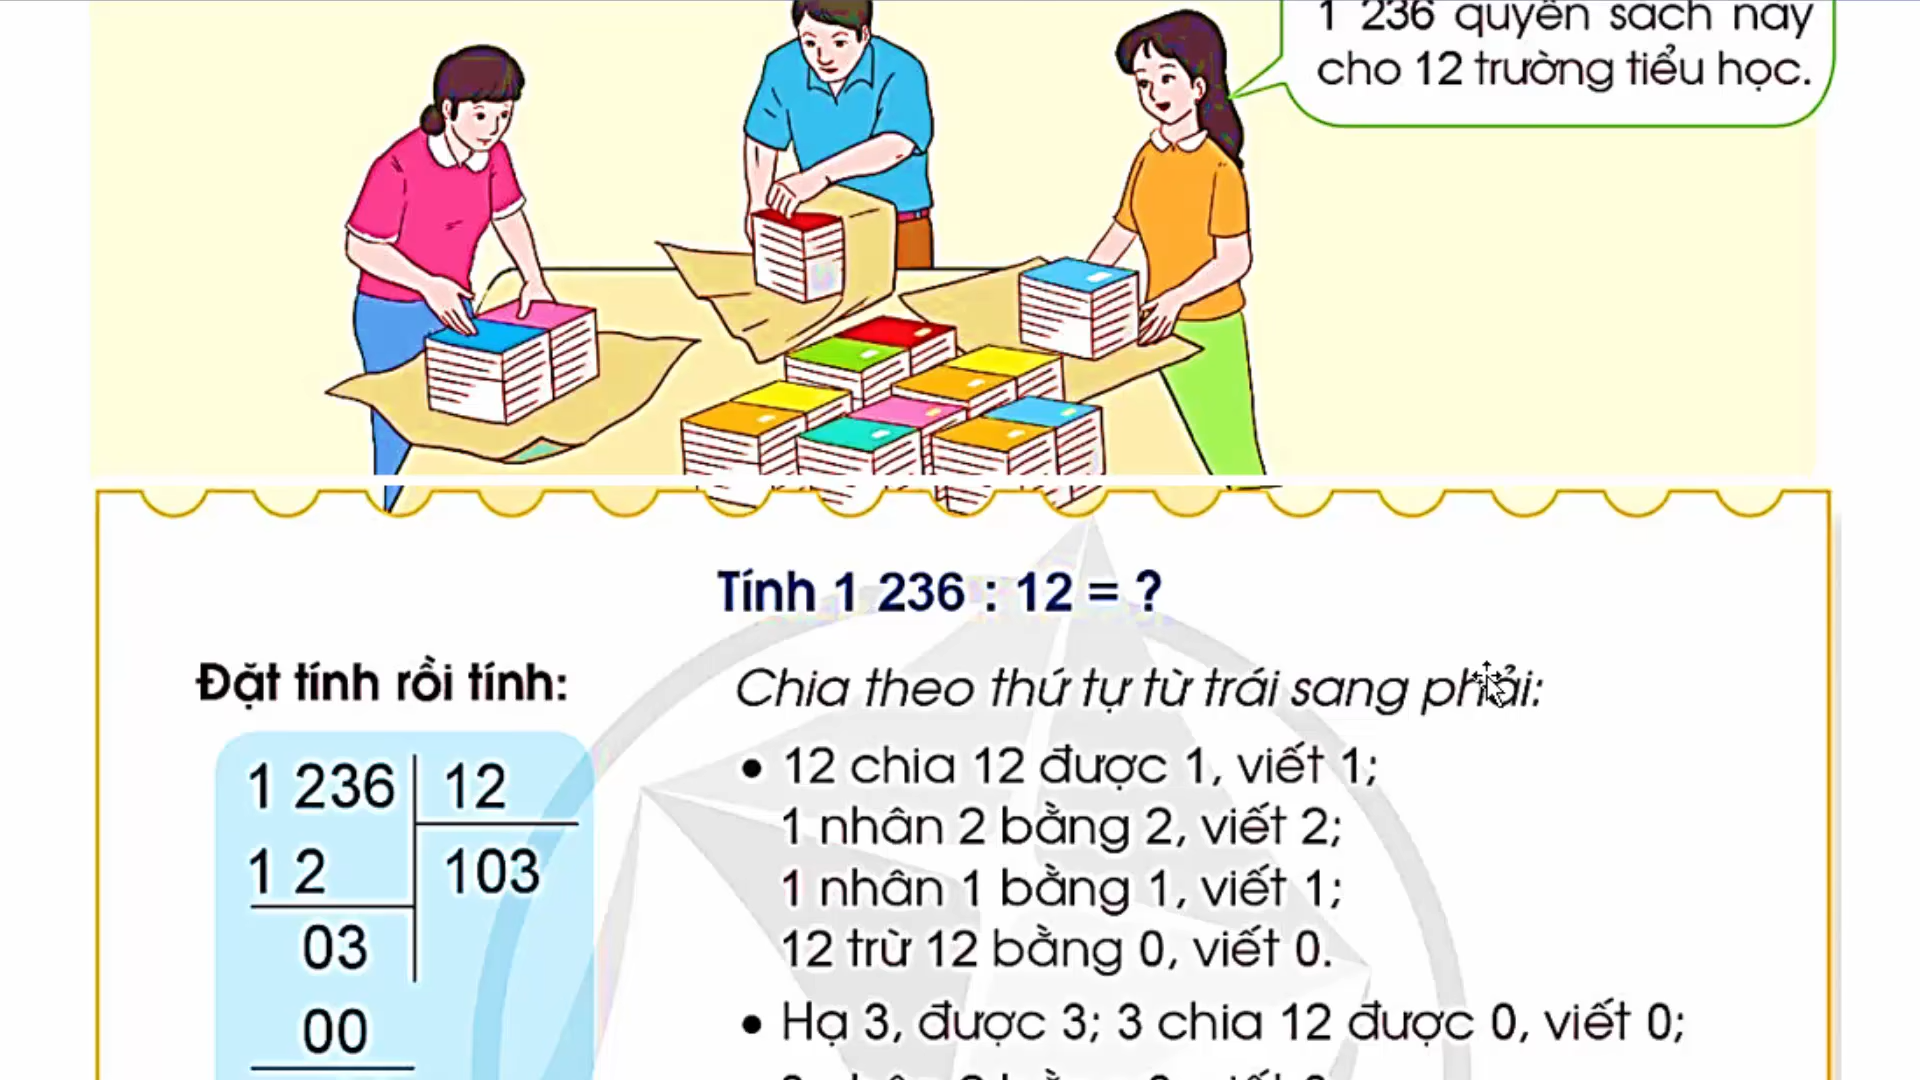 1 236 quyển sách này
cho 12 trường tiểu học.
Tính 1 236 : 12 = ?
Đặt tính rồi tính:
1 236 12
1 2 103
03
00
Chia theo thứ tự từ trái sang phải:
• 12 chia 12 được 1, viết 1;
1 nhân 2 bằng 2, viết 2;
1 nhân 1 bằng 1, viết 1;
12 trừ 12 bằng 0, viết 0.
• Hạ 3, được 3; 3 chia 12 được 0, viết 0;